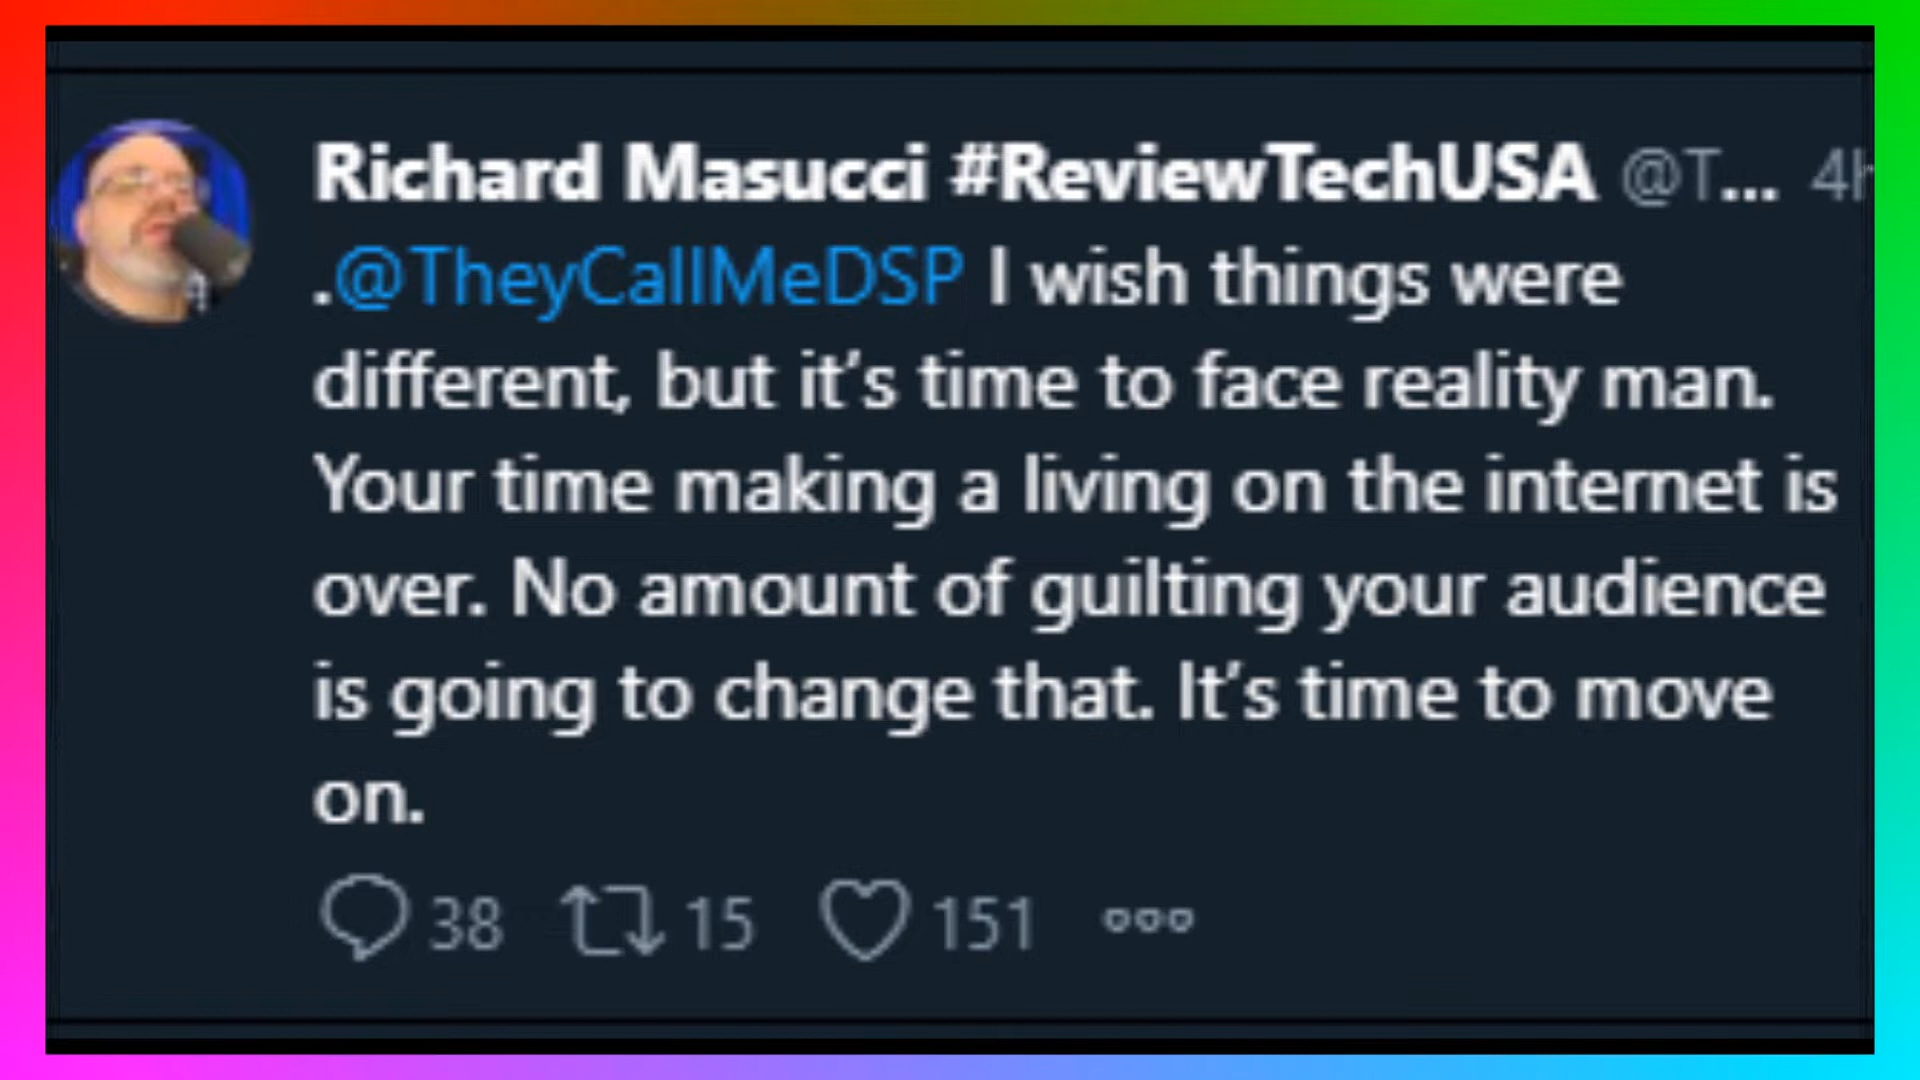 Richard Masucci #ReviewTechUSA @T... 4h
.@TheyCallMeDSP I wish things were
different, but it's time to face reality man.
Your time making a living on the internet is
over. No amount of guilting your audience
is going to change that. It's time to move
on.
38 15 151